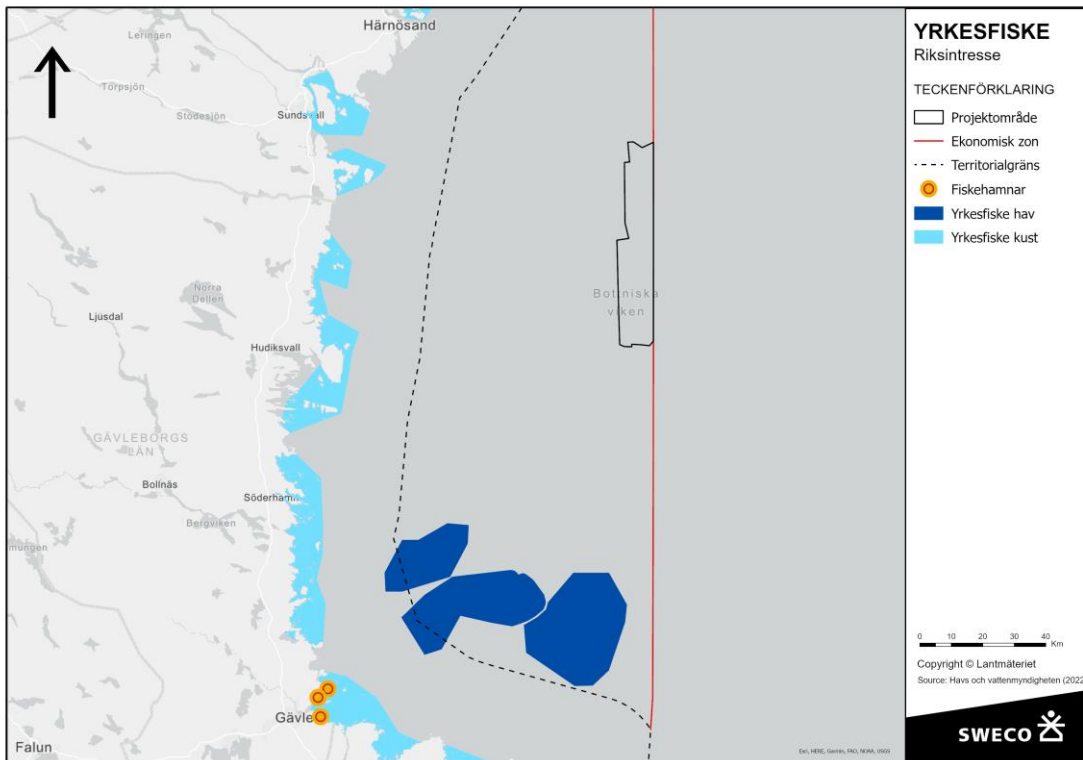 Härnösand
Leringen
Torpsjön
Stödesjön
Sundsvall
Norra
Dellen
Ljusdal
Hudiksvall
GÄVLEBORGS
LÄN
Bollnäs
Söderhamn
Bergviken
Gävle
Falun
Bottniska
viken
Esri, HERE, Garmin, FAO, NOAA, USGS
YRKESFISKE
Riksintresse
TECKENFÖRKLARING
Projektområde
Ekonomisk zon
Territorialgräns
Fiskehamnar
Yrkesfiske hav
Yrkesfiske kust
0 10 20 30 40
Km
Copyright © Lantmäteriet
Source: Havs och vattenmyndigheten (2022
SWECO